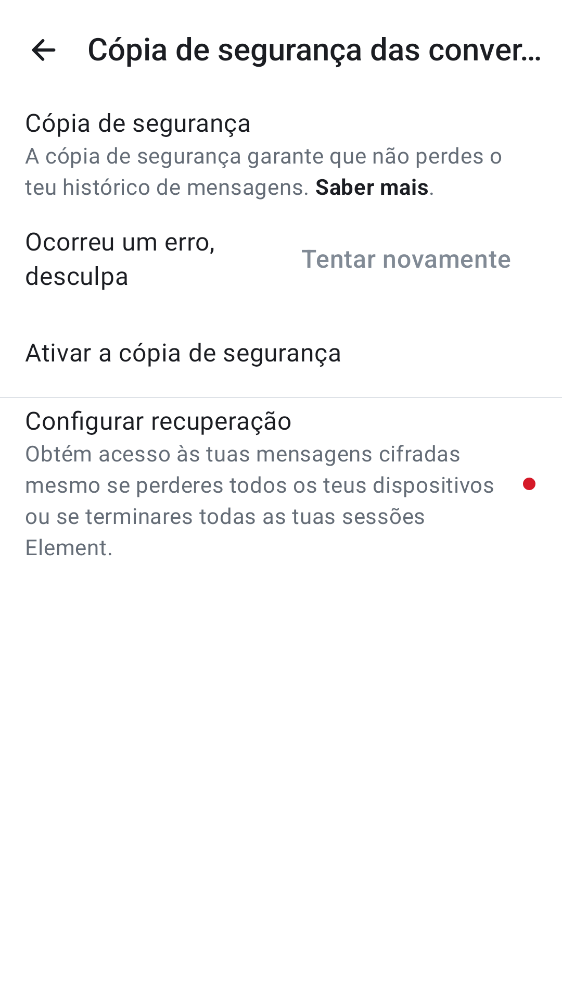 Cópia de segurança das conver...
Cópia de segurança
A cópia de segurança garante que não perdes o
teu histórico de mensagens. Saber mais.
Ocorreu um erro,
desculpa
Tentar novamente
Ativar a cópia de segurança
Configurar recuperação
Obtém acesso às tuas mensagens cifradas
mesmo se perderes todos os teus dispositivos
ou se terminares todas as tuas sessões
Element.